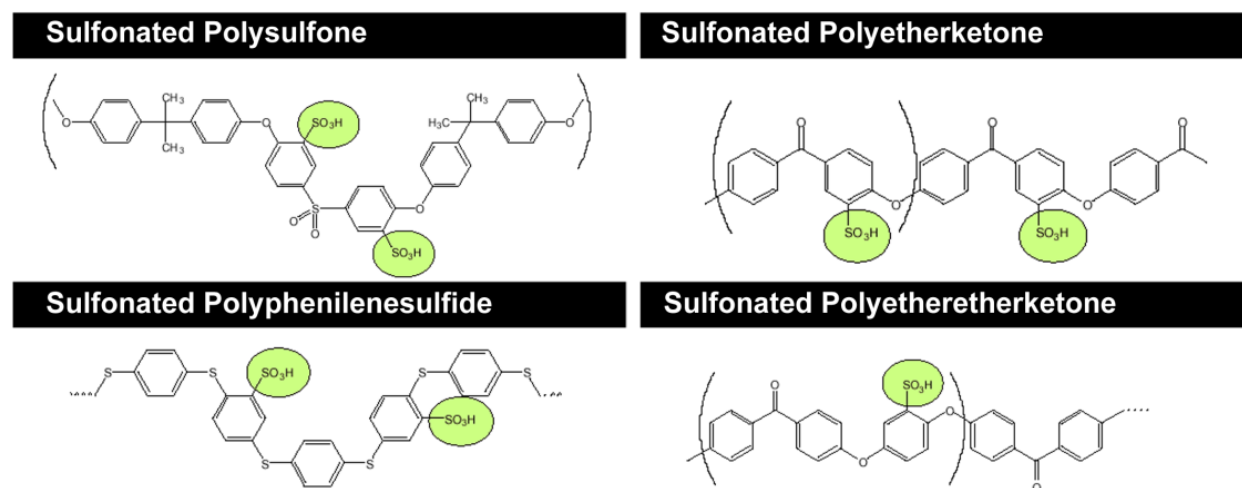 Sulfonated Polysulfone
CH₃ CH₃
O O SO₃H H₃C O
CH₃
S O
O
O
SO₃H
Sulfonated Polyetherketone
O O O
O O
SO₃H SO₃H
Sulfonated Polyphenilenesulfide
S S SO₃H S S
SO₃H
S S
Sulfonated Polyetheretherketone
O SO₃H
O
O
O